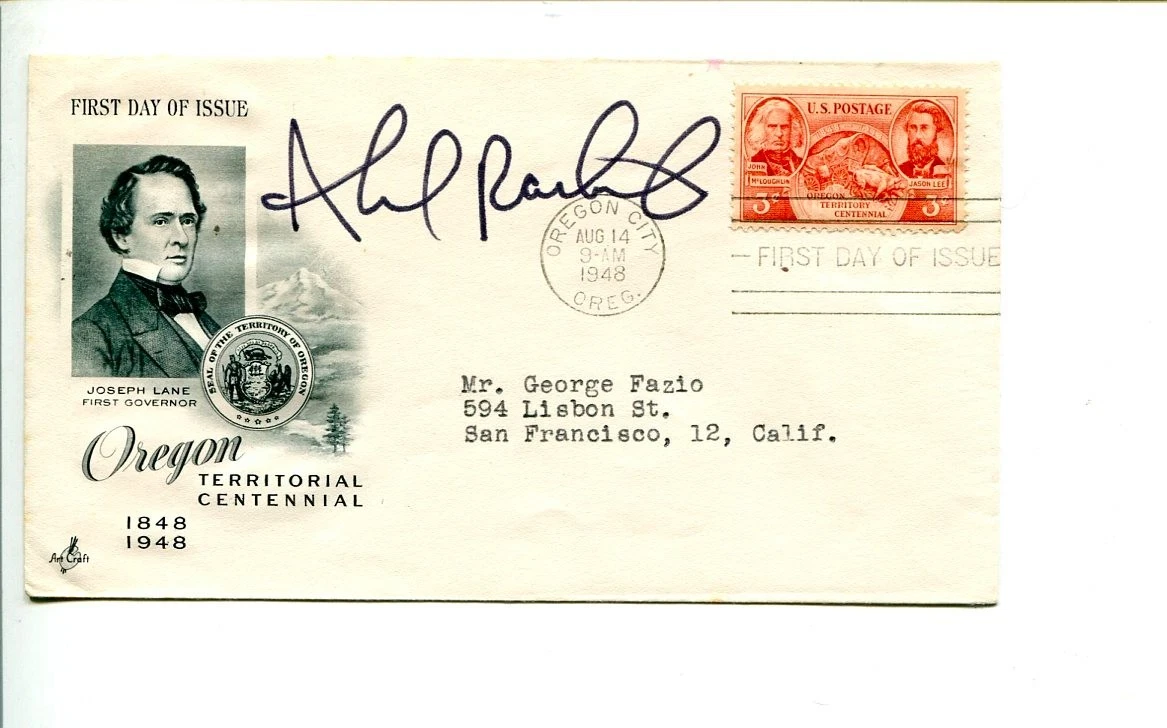 FIRST DAY OF ISSUE
U.S. POSTAGE
JOHN
McLOUGHLIN
JASON LEE
OREGON
TERRITORY
CENTENNIAL
3¢
3¢
OREGON CITY
AUG 14
9-AM
1948
OREG.
— FIRST DAY OF ISSUE
SEAL OF THE TERRITORY OF OREGON
JOSEPH LANE
FIRST GOVERNOR
Mr. George Fazio
594 Lisbon St.
San Francisco, 12, Calif.
Oregon
TERRITORIAL
CENTENNIAL
1848
1948
Art Craft